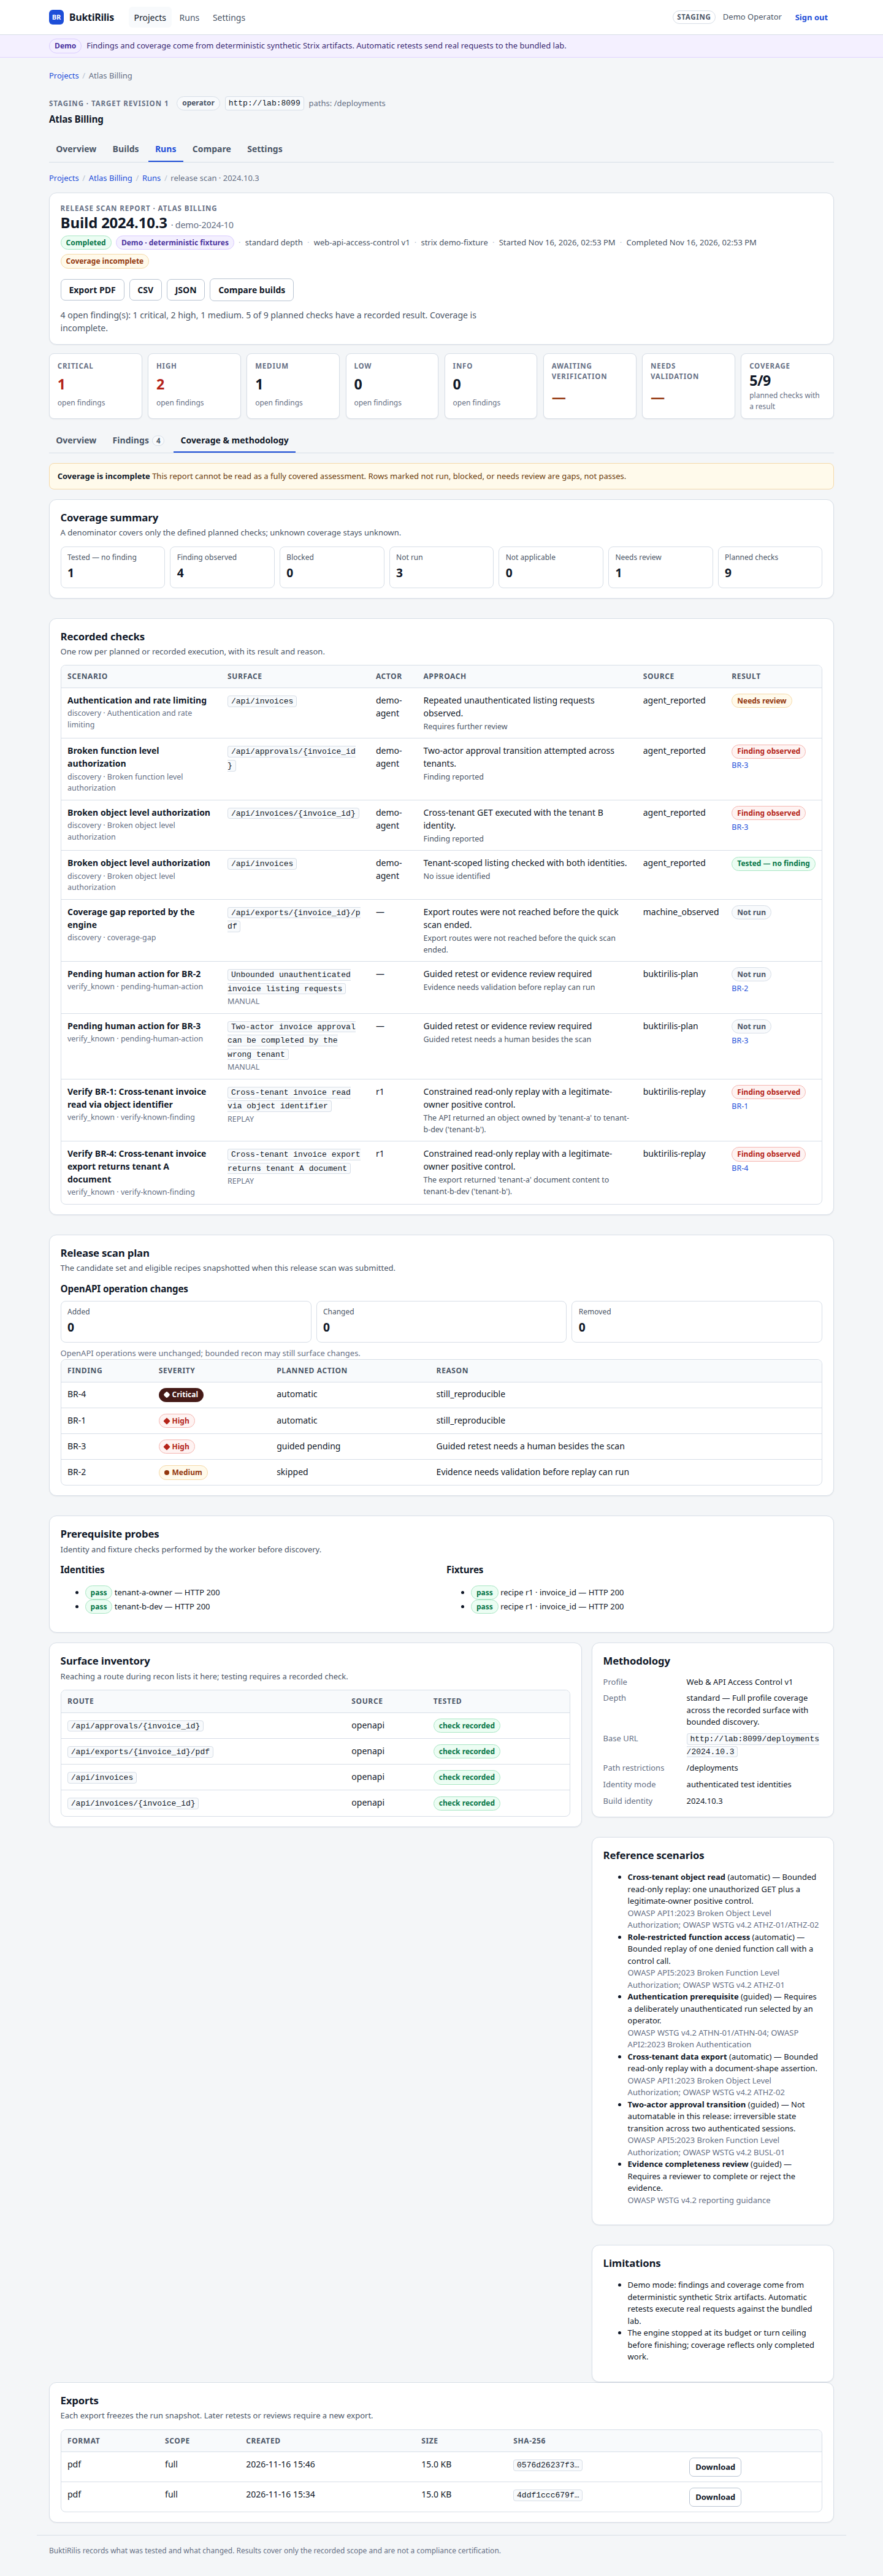 BR BuktiRilis Projects Runs Settings STAGING Demo Operator Sign out
Demo Findings and coverage come from deterministic synthetic Strix artifacts. Automatic retests send real requests to the bundled lab.
Projects / Atlas Billing
STAGING · TARGET REVISION 1 operator http://lab:8099 paths: /deployments
Atlas Billing
Overview Builds Runs Compare Settings
Projects / Atlas Billing / Runs / release scan · 2024.10.3
RELEASE SCAN REPORT · ATLAS BILLING
Build 2024.10.3 · demo-2024-10
Completed Demo · deterministic fixtures · standard depth · web-api-access-control v1 · strix demo-fixture · Started Nov 16, 2026, 02:53 PM · Completed Nov 16, 2026, 02:53 PM
Coverage incomplete
Export PDF CSV JSON Compare builds
4 open finding(s): 1 critical, 2 high, 1 medium. 5 of 9 planned checks have a recorded result. Coverage is
incomplete.
CRITICAL
1
open findings
HIGH
2
open findings
MEDIUM
1
open findings
LOW
0
open findings
INFO
0
open findings
AWAITING
VERIFICATION
—
NEEDS
VALIDATION
—
COVERAGE
5/9
planned checks with
a result
Overview Findings 4 Coverage & methodology
Coverage is incomplete This report cannot be read as a fully covered assessment. Rows marked not run, blocked, or needs review are gaps, not passes.
Coverage summary
A denominator covers only the defined planned checks; unknown coverage stays unknown.
Tested — no finding
1
Finding observed
4
Blocked
0
Not run
3
Not applicable
0
Needs review
1
Planned checks
9
Recorded checks
One row per planned or recorded execution, with its result and reason.
SCENARIO SURFACE ACTOR APPROACH SOURCE RESULT
Authentication and rate limiting
discovery · Authentication and rate
limiting
/api/invoices
demo-
agent
Repeated unauthenticated listing requests
observed.
Requires further review
agent_reported
Needs review
Broken function level
authorization
discovery · Broken function level
authorization
/api/approvals/{invoice_id
}
demo-
agent
Two-actor approval transition attempted across
tenants.
Finding reported
agent_reported
Finding observed
BR-3
Broken object level authorization
discovery · Broken object level
authorization
/api/invoices/{invoice_id}
demo-
agent
Cross-tenant GET executed with the tenant B
identity.
Finding reported
agent_reported
Finding observed
BR-3
Broken object level authorization
discovery · Broken object level
authorization
/api/invoices
demo-
agent
Tenant-scoped listing checked with both identities.
No issue identified
agent_reported
Tested — no finding
Coverage gap reported by the
engine
discovery · coverage-gap
/api/exports/{invoice_id}/p
df
—
Export routes were not reached before the quick
scan ended.
Export routes were not reached before the quick scan
ended.
machine_observed
Not run
Pending human action for BR-2
verify_known · pending-human-action
Unbounded unauthenticated
invoice listing requests
MANUAL
—
Guided retest or evidence review required
Evidence needs validation before replay can run
buktirilis-plan
Not run
BR-2
Pending human action for BR-3
verify_known · pending-human-action
Two-actor invoice approval
can be completed by the
wrong tenant
MANUAL
—
Guided retest or evidence review required
Guided retest needs a human besides the scan
buktirilis-plan
Not run
BR-3
Verify BR-1: Cross-tenant invoice
read via object identifier
verify_known · verify-known-finding
Cross-tenant invoice read
via object identifier
REPLAY
r1
Constrained read-only replay with a legitimate-
owner positive control.
The API returned an object owned by 'tenant-a' to tenant-
b-dev ('tenant-b').
buktirilis-replay
Finding observed
BR-1
Verify BR-4: Cross-tenant invoice
export returns tenant A
document
verify_known · verify-known-finding
Cross-tenant invoice export
returns tenant A document
REPLAY
r1
Constrained read-only replay with a legitimate-
owner positive control.
The export returned 'tenant-a' document content to
tenant-b-dev ('tenant-b').
buktirilis-replay
Finding observed
BR-4
Release scan plan
The candidate set and eligible recipes snapshotted when this release scan was submitted.
OpenAPI operation changes
Added
0
Changed
0
Removed
0
OpenAPI operations were unchanged; bounded recon may still surface changes.
FINDING SEVERITY PLANNED ACTION REASON
BR-4 ◆ Critical automatic still_reproducible
BR-1 ◆ High automatic still_reproducible
BR-3 ◆ High guided pending Guided retest needs a human besides the scan
BR-2 ● Medium skipped Evidence needs validation before replay can run
Prerequisite probes
Identity and fixture checks performed by the worker before discovery.
Identities
• pass tenant-a-owner — HTTP 200
• pass tenant-b-dev — HTTP 200
Fixtures
• pass recipe r1 · invoice_id — HTTP 200
• pass recipe r1 · invoice_id — HTTP 200
Surface inventory
Reaching a route during recon lists it here; testing requires a recorded check.
ROUTE SOURCE TESTED
/api/approvals/{invoice_id} openapi check recorded
/api/exports/{invoice_id}/pdf openapi check recorded
/api/invoices openapi check recorded
/api/invoices/{invoice_id} openapi check recorded
Methodology
Profile Web & API Access Control v1
Depth standard — Full profile coverage
across the recorded surface with
bounded discovery.
Base URL http://lab:8099/deployments
/2024.10.3
Path restrictions /deployments
Identity mode authenticated test identities
Build identity 2024.10.3
Reference scenarios
• Cross-tenant object read (automatic) — Bounded
read-only replay: one unauthorized GET plus a
legitimate-owner positive control.
OWASP API1:2023 Broken Object Level
Authorization; OWASP WSTG v4.2 ATHZ-01/ATHZ-02
• Role-restricted function access (automatic) —
Bounded replay of one denied function call with a
control call.
OWASP API5:2023 Broken Function Level
Authorization; OWASP WSTG v4.2 ATHZ-01
• Authentication prerequisite (guided) — Requires
a deliberately unauthenticated run selected by an
operator.
OWASP WSTG v4.2 ATHN-01/ATHN-04; OWASP
API2:2023 Broken Authentication
• Cross-tenant data export (automatic) — Bounded
read-only replay with a document-shape assertion.
OWASP API1:2023 Broken Object Level
Authorization; OWASP WSTG v4.2 ATHZ-02
• Two-actor approval transition (guided) — Not
automatable in this release: irreversible state
transition across two authenticated sessions.
OWASP API5:2023 Broken Function Level
Authorization; OWASP WSTG v4.2 BUSL-01
• Evidence completeness review (guided) —
Requires a reviewer to complete or reject the
evidence.
OWASP WSTG v4.2 reporting guidance
Limitations
• Demo mode: findings and coverage come from
deterministic synthetic Strix artifacts. Automatic
retests execute real requests against the bundled
lab.
• The engine stopped at its budget or turn ceiling
before finishing; coverage reflects only completed
work.
Exports
Each export freezes the run snapshot. Later retests or reviews require a new export.
FORMAT SCOPE CREATED SIZE SHA-256
pdf full 2026-11-16 15:46 15.0 KB 0576d26237f3… Download
pdf full 2026-11-16 15:34 15.0 KB 4ddf1ccc679f… Download
BuktiRilis records what was tested and what changed. Results cover only the recorded scope and are not a compliance certification.